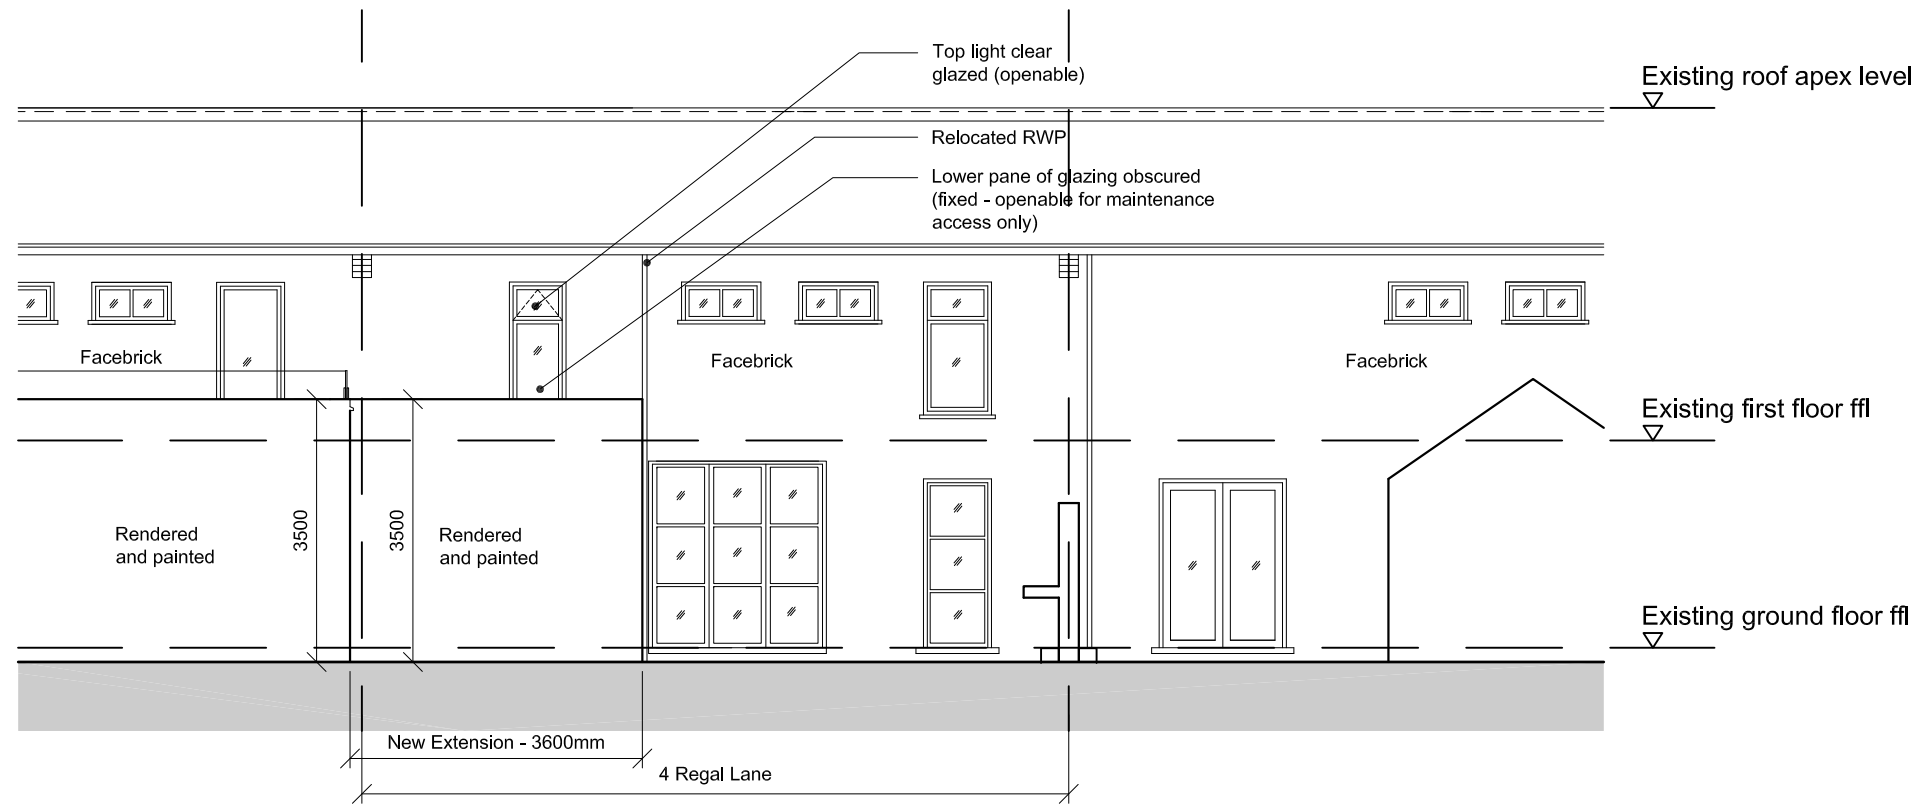 Top light clear
glazed (openable)
Existing roof apex level
Relocated RWP
Lower pane of glazing obscured
(fixed - openable for maintenance
access only)
Facebrick
Facebrick
Facebrick
Existing first floor ffl
Rendered
and painted
3500
3500
Rendered
and painted
Existing ground floor ffl
New Extension - 3600mm
4 Regal Lane